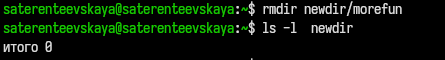 saterenteevskaya@saterenteevskaya:~$ rmdir newdir/morefun
saterenteevskaya@saterenteevskaya:~$ ls -l  newdir
итого 0